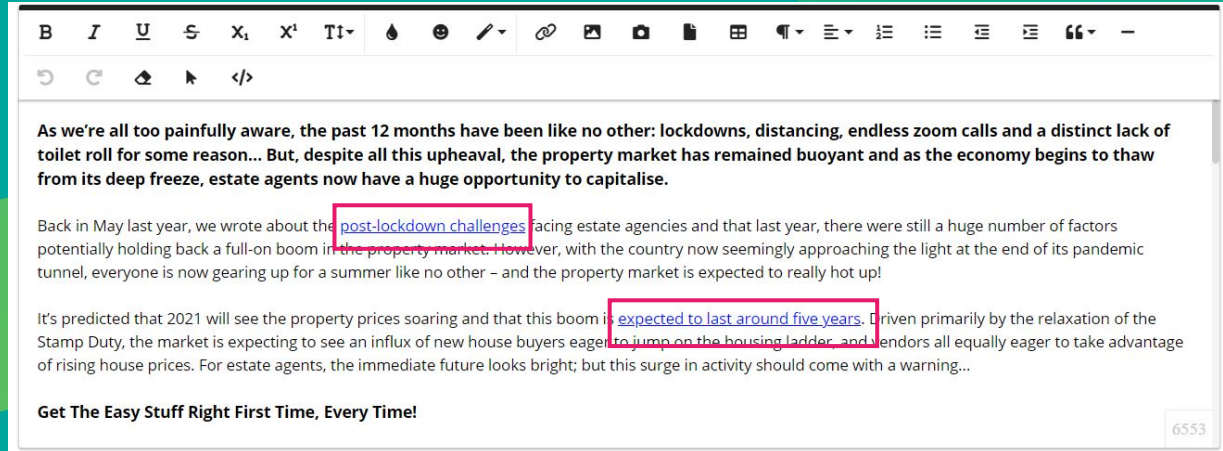 B I U S X₁ X¹ T
</>
As we’re all too painfully aware, the past 12 months have been like no other: lockdowns, distancing, endless zoom calls and a distinct lack of
toilet roll for some reason… But, despite all this upheaval, the property market has remained buoyant and as the economy begins to thaw
from its deep freeze, estate agents now have a huge opportunity to capitalise.
Back in May last year, we wrote about the post-lockdown challenges facing estate agencies and that last year, there were still a huge number of factors
potentially holding back a full-on boom in the property market. However, with the country now seemingly approaching the light at the end of its pandemic
tunnel, everyone is now gearing up for a summer like no other – and the property market is expected to really hot up!
It’s predicted that 2021 will see the property prices soaring and that this boom is expected to last around five years. Driven primarily by the relaxation of the
Stamp Duty, the market is expecting to see an influx of new house buyers eager to jump on the housing ladder, and vendors all equally eager to take advantage
of rising house prices. For estate agents, the immediate future looks bright; but this surge in activity should come with a warning…
Get The Easy Stuff Right First Time, Every Time!
6553